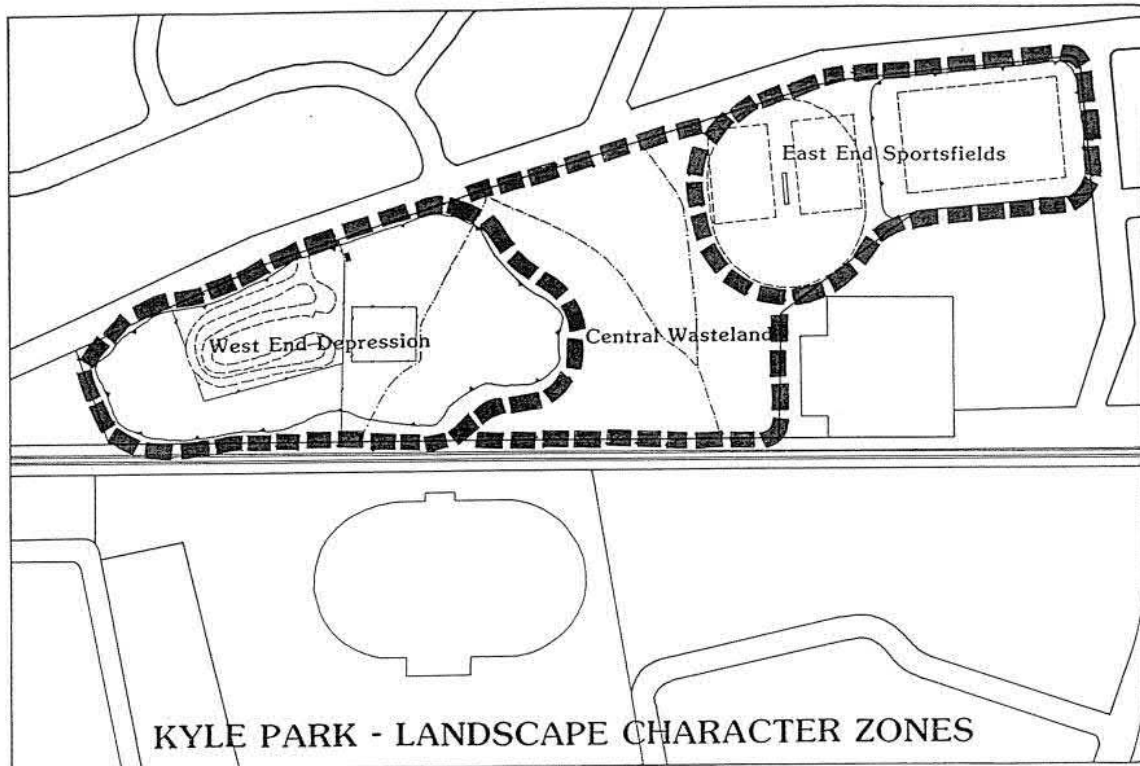 East End Sportsfields
West End Depression
Central Wasteland
KYLE PARK - LANDSCAPE CHARACTER ZONES